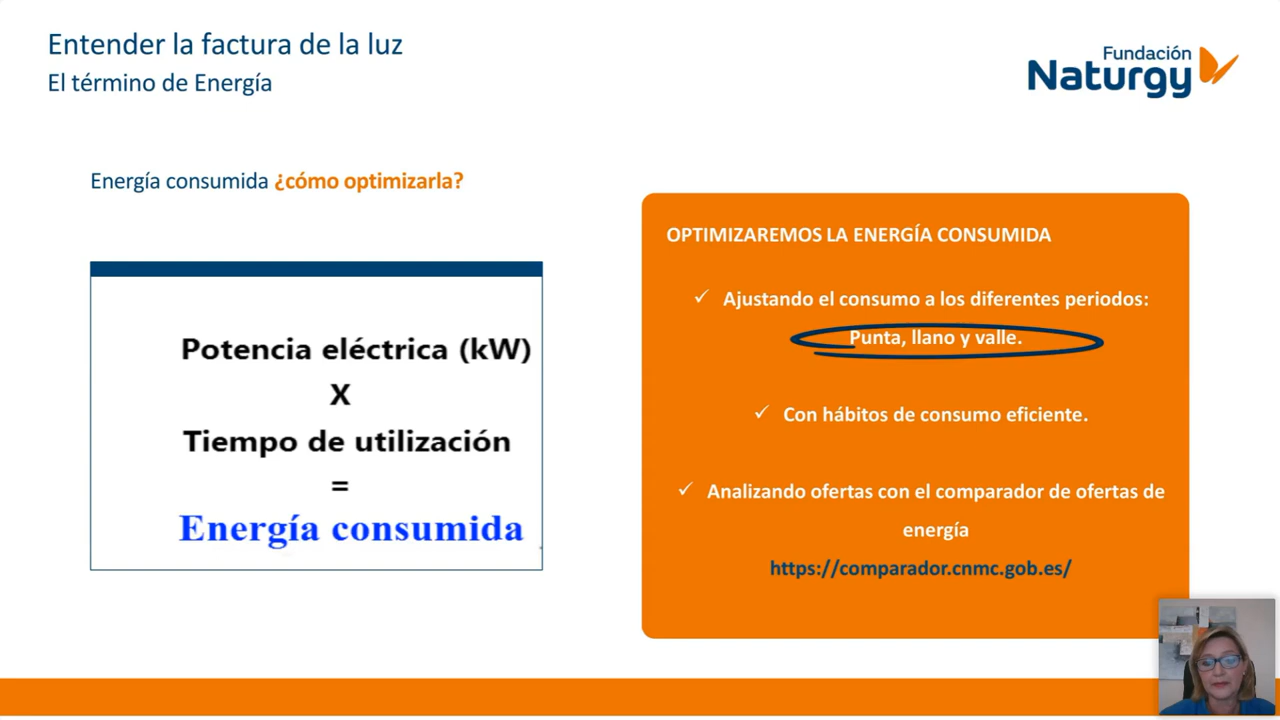 Entender la factura de la luz
El término de Energía
Fundación
Naturgy
Energía consumida ¿cómo optimizarla?
Potencia eléctrica (kW)
X
Tiempo de utilización
=
Energía consumida
OPTIMIZAREMOS LA ENERGÍA CONSUMIDA
✓ Ajustando el consumo a los diferentes periodos:
Punta, llano y valle.
✓ Con hábitos de consumo eficiente.
✓ Analizando ofertas con el comparador de ofertas de
energía
https://comparador.cnmc.gob.es/